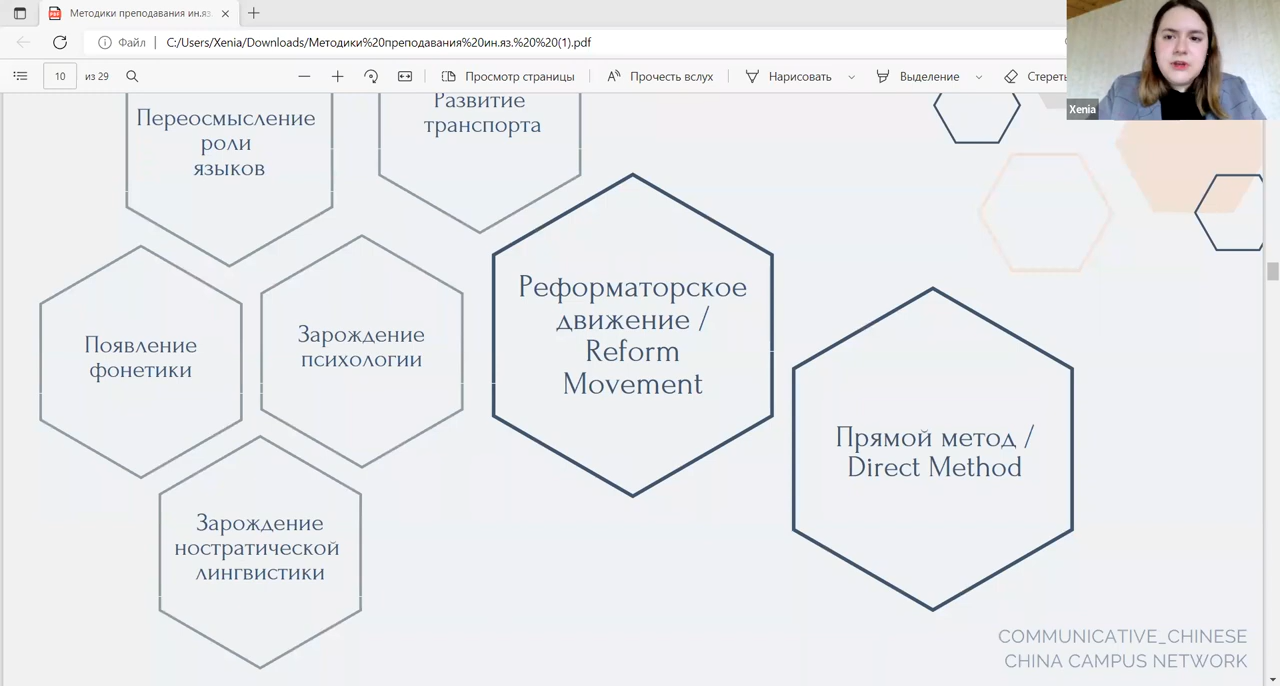 Методики преподавания ин.яз.
Файл
C:/Users/Xenia/Downloads/Методики%20преподавания%20ин.яз.%20%20(1).pdf
10
из 29
Просмотр страницы
Прочесть вслух
Нарисовать
Выделение
Стереть
Xenia
Переосмысление
роли
языков
Развитие
транспорта
Появление
фонетики
Зарождение
психологии
Зарождение
ностратической
лингвистики
Реформаторское
движение /
Reform
Movement
Прямой метод /
Direct Method
COMMUNICATIVE_CHINESE
CHINA CAMPUS NETWORK